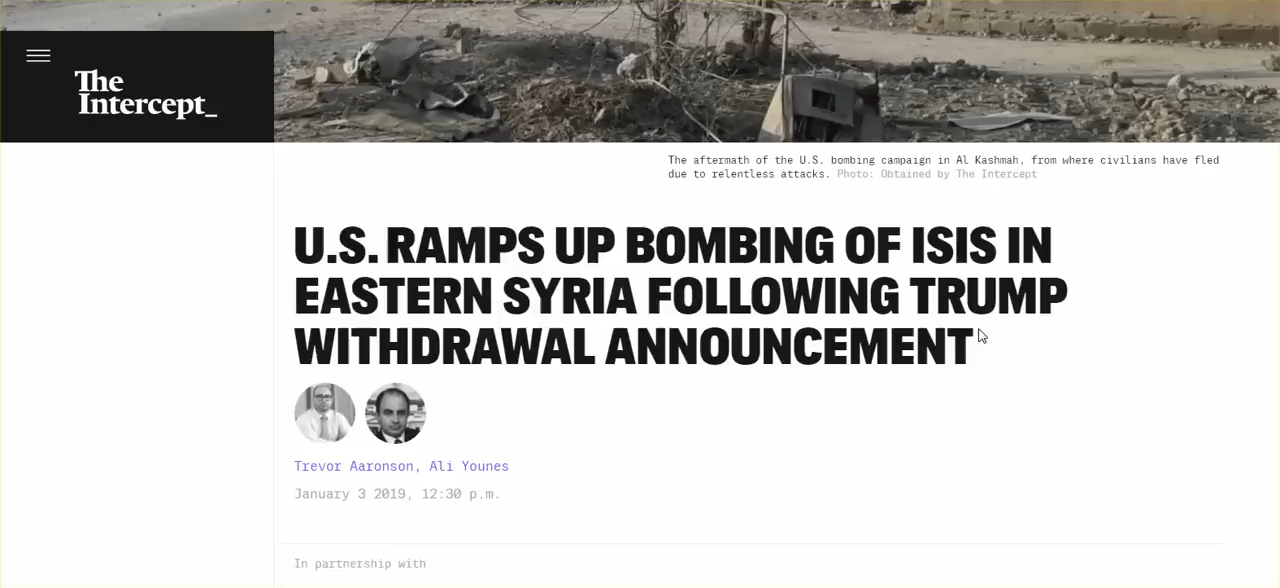 The
Intercept_
The aftermath of the U.S. bombing campaign in Al Kashmah, from where civilians have fled
due to relentless attacks. Photo: Obtained by The Intercept
U.S. RAMPS UP BOMBING OF ISIS IN
EASTERN SYRIA FOLLOWING TRUMP
WITHDRAWAL ANNOUNCEMENT
Trevor Aaronson, Ali Younes
January 3 2019, 12:30 p.m.
In partnership with